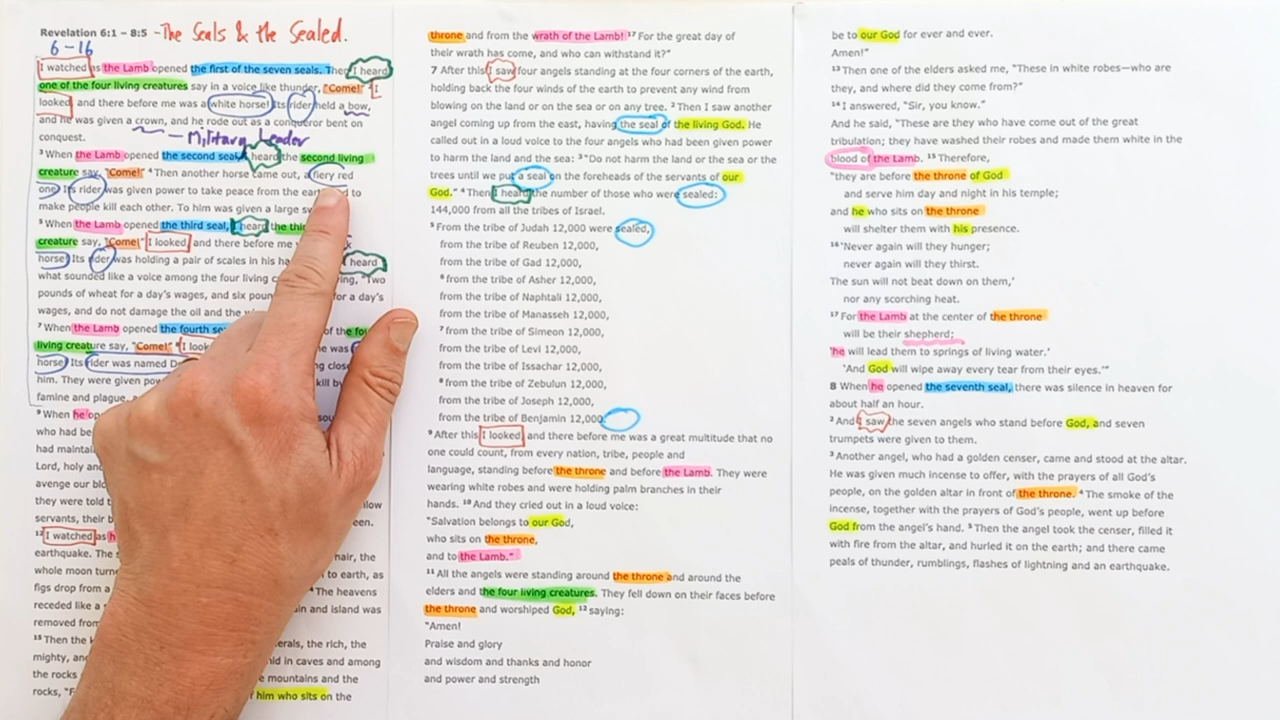 Revelation 6:1 – 8:5 - The Seals & the Sealed.
6 - 16
I watched as the Lamb opened the first of the seven seals. Then I heard
one of the four living creatures say in a voice like thunder, "Come!" ² I
looked, and there before me was a white horse! Its rider held a bow,
and he was given a crown, and he rode out as a conqueror bent on
conquest.
— Military Leader
³ When the Lamb opened the second seal, I heard the second living
creature say, "Come!" ⁴ Then another horse came out, a fiery red
one. Its rider was given power to take peace from the earth and to
make people kill each other. To him was given a large
⁵ When the Lamb opened the third seal, I heard the third
creature say, "Come!" I looked, and there before me
horse! Its rider was holding a pair of scales in his heard
what sounded like a voice among the four living "Two
pounds of wheat for a day's wages, and six for a day's
wages, and do not damage the oil and the
⁷ When the Lamb opened the fourth of the
living creature say, "Come!" ⁸ I was
horse! Its rider was named close
him. They were given kill by
famine and plague,
⁹ When he
who had
had
Lord, holy
avenge our
they were told
servants, their
¹² I watched as
earthquake. The hair, the
whole moon to earth, as
figs drop from a The heavens
receded like a and island was
removed from
¹⁵ Then the the rich, the
mighty, in caves and among
the rocks the mountains and the
rocks, him who sits on the
throne and from the wrath of the Lamb! ¹⁷ For the great day of
their wrath has come, and who can withstand it?"
7 After this I saw four angels standing at the four corners of the earth,
holding back the four winds of the earth to prevent any wind from
blowing on the land or on the sea or on any tree. ² Then I saw another
angel coming up from the east, having the seal of the living God. He
called out in a loud voice to the four angels who had been given power
to harm the land and the sea: ³ "Do not harm the land or the sea or the
trees until we put a seal on the foreheads of the servants of our
God." ⁴ Then I heard the number of those who were sealed:
144,000 from all the tribes of Israel.
⁵ From the tribe of Judah 12,000 were sealed,
from the tribe of Reuben 12,000,
from the tribe of Gad 12,000,
⁶ from the tribe of Asher 12,000,
from the tribe of Naphtali 12,000,
from the tribe of Manasseh 12,000,
⁷ from the tribe of Simeon 12,000,
from the tribe of Levi 12,000,
from the tribe of Issachar 12,000,
⁸ from the tribe of Zebulun 12,000,
from the tribe of Joseph 12,000,
from the tribe of Benjamin 12,000.
⁹ After this I looked, and there before me was a great multitude that no
one could count, from every nation, tribe, people and
language, standing before the throne and before the Lamb. They were
wearing white robes and were holding palm branches in their
hands. ¹⁰ And they cried out in a loud voice:
"Salvation belongs to our God,
who sits on the throne,
and to the Lamb."
¹¹ All the angels were standing around the throne and around the
elders and the four living creatures. They fell down on their faces before
the throne and worshiped God, ¹² saying:
"Amen!
Praise and glory
and wisdom and thanks and honor
and power and strength
be to our God for ever and ever.
Amen!"
¹³ Then one of the elders asked me, "These in white robes—who are
they, and where did they come from?"
¹⁴ I answered, "Sir, you know."
And he said, "These are they who have come out of the great
tribulation; they have washed their robes and made them white in the
blood of the Lamb. ¹⁵ Therefore,
"they are before the throne of God
and serve him day and night in his temple;
and he who sits on the throne
will shelter them with his presence.
¹⁶ 'Never again will they hunger;
never again will they thirst.
The sun will not beat down on them,'
nor any scorching heat.
¹⁷ For the Lamb at the center of the throne
will be their shepherd;
'he will lead them to springs of living water.'
'And God will wipe away every tear from their eyes.'"
8 When he opened the seventh seal, there was silence in heaven for
about half an hour.
² And I saw the seven angels who stand before God, and seven
trumpets were given to them.
³ Another angel, who had a golden censer, came and stood at the altar.
He was given much incense to offer, with the prayers of all God's
people, on the golden altar in front of the throne. ⁴ The smoke of the
incense, together with the prayers of God's people, went up before
God from the angel's hand. ⁵ Then the angel took the censer, filled it
with fire from the altar, and hurled it on the earth; and there came
peals of thunder, rumblings, flashes of lightning and an earthquake.